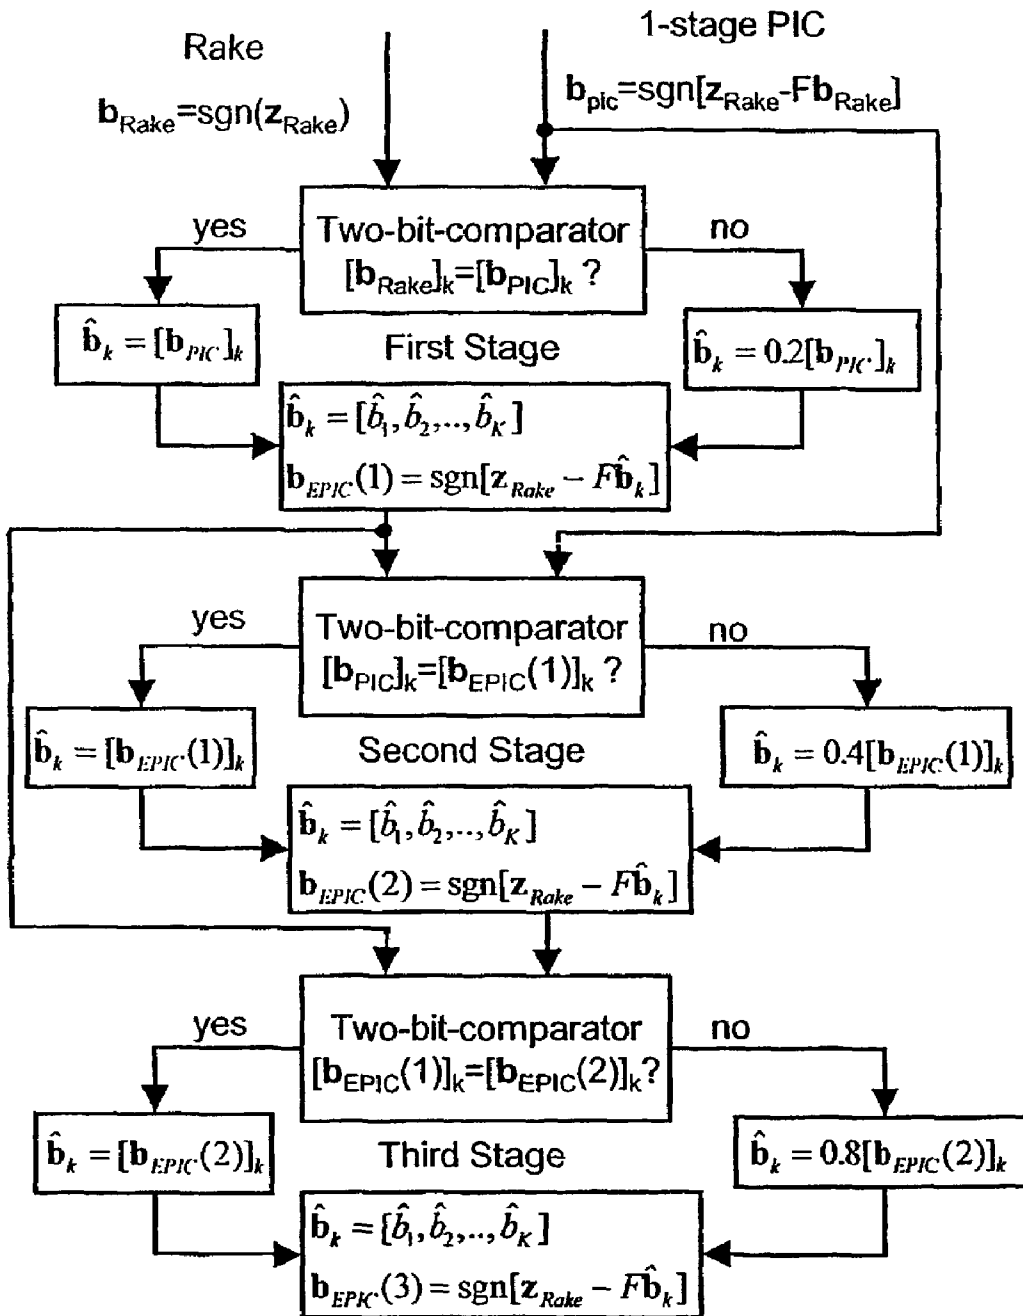 Rake
1-stage PIC
b_Rake=sgn(z_Rake)
b_pic=sgn[z_Rake-Fb_Rake]
yes
Two-bit-comparator
[b_Rake]_k=[b_PIC]_k ?
no
b̂_k = [b_PIC]_k
First Stage
b̂_k = 0.2[b_PIC]_k
b̂_k = [b̂_1, b̂_2,.., b̂_K]
b_EPIC(1) = sgn[z_Rake − Fb̂_k]
yes
Two-bit-comparator
[b_PIC]_k=[b_EPIC(1)]_k ?
no
b̂_k = [b_EPIC(1)]_k
Second Stage
b̂_k = 0.4[b_EPIC(1)]_k
b̂_k = [b̂_1, b̂_2,.., b̂_K]
b_EPIC(2) = sgn[z_Rake − Fb̂_k]
yes
Two-bit-comparator
[b_EPIC(1)]_k=[b_EPIC(2)]_k?
no
b̂_k = [b_EPIC(2)]_k
Third Stage
b̂_k = 0.8[b_EPIC(2)]_k
b̂_k = [b̂_1, b̂_2,.., b̂_K]
b_EPIC(3) = sgn[z_Rake − Fb̂_k]